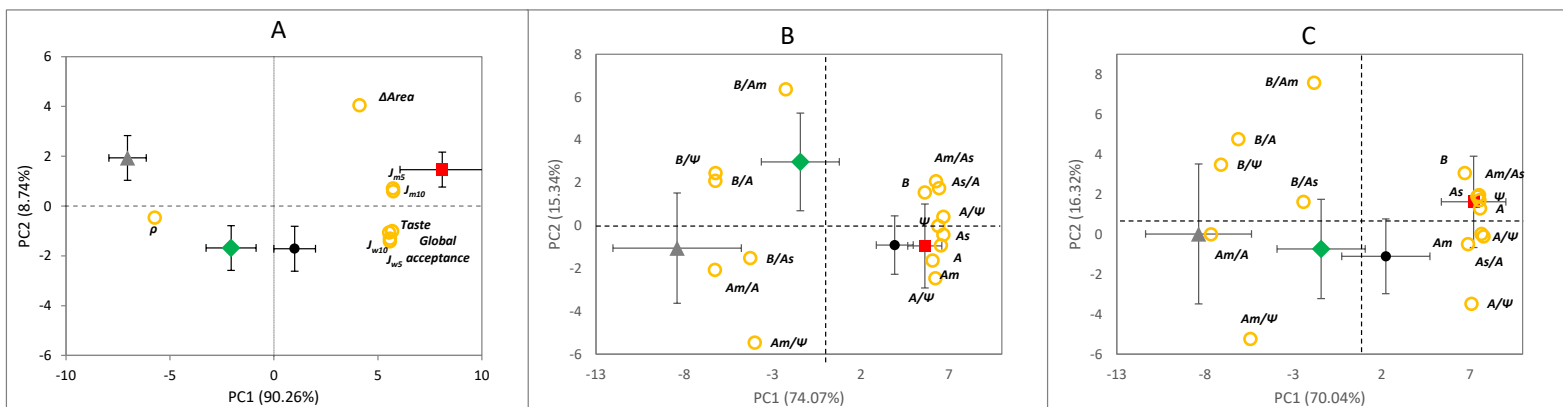 A
6
4
2
0
-2
-4
-6
-10
-5
0
5
10
PC2 (8.74%)
PC1 (90.26%)
ΔArea
Jm5
Jm10
ρ
Taste
Jw10
Global
Jw5
acceptance
B
8
6
4
2
0
-2
-4
-6
-13
-8
-3
2
7
PC2 (15.34%)
PC1 (74.07%)
B/Am
B/Ψ
B/A
Am/As
B
As/A
A/Ψ
Ψ
As
B/As
A
Am/A
Am
A/Ψ
Am/Ψ
C
8
6
4
2
0
-2
-4
-6
-13
-8
-3
2
7
PC2 (16.32%)
PC1 (70.04%)
B/Am
B/A
B/Ψ
B
Am/As
B/As
As
Ψ
A
Am
A/Ψ
Am/A
As/A
A/Ψ
Am/Ψ